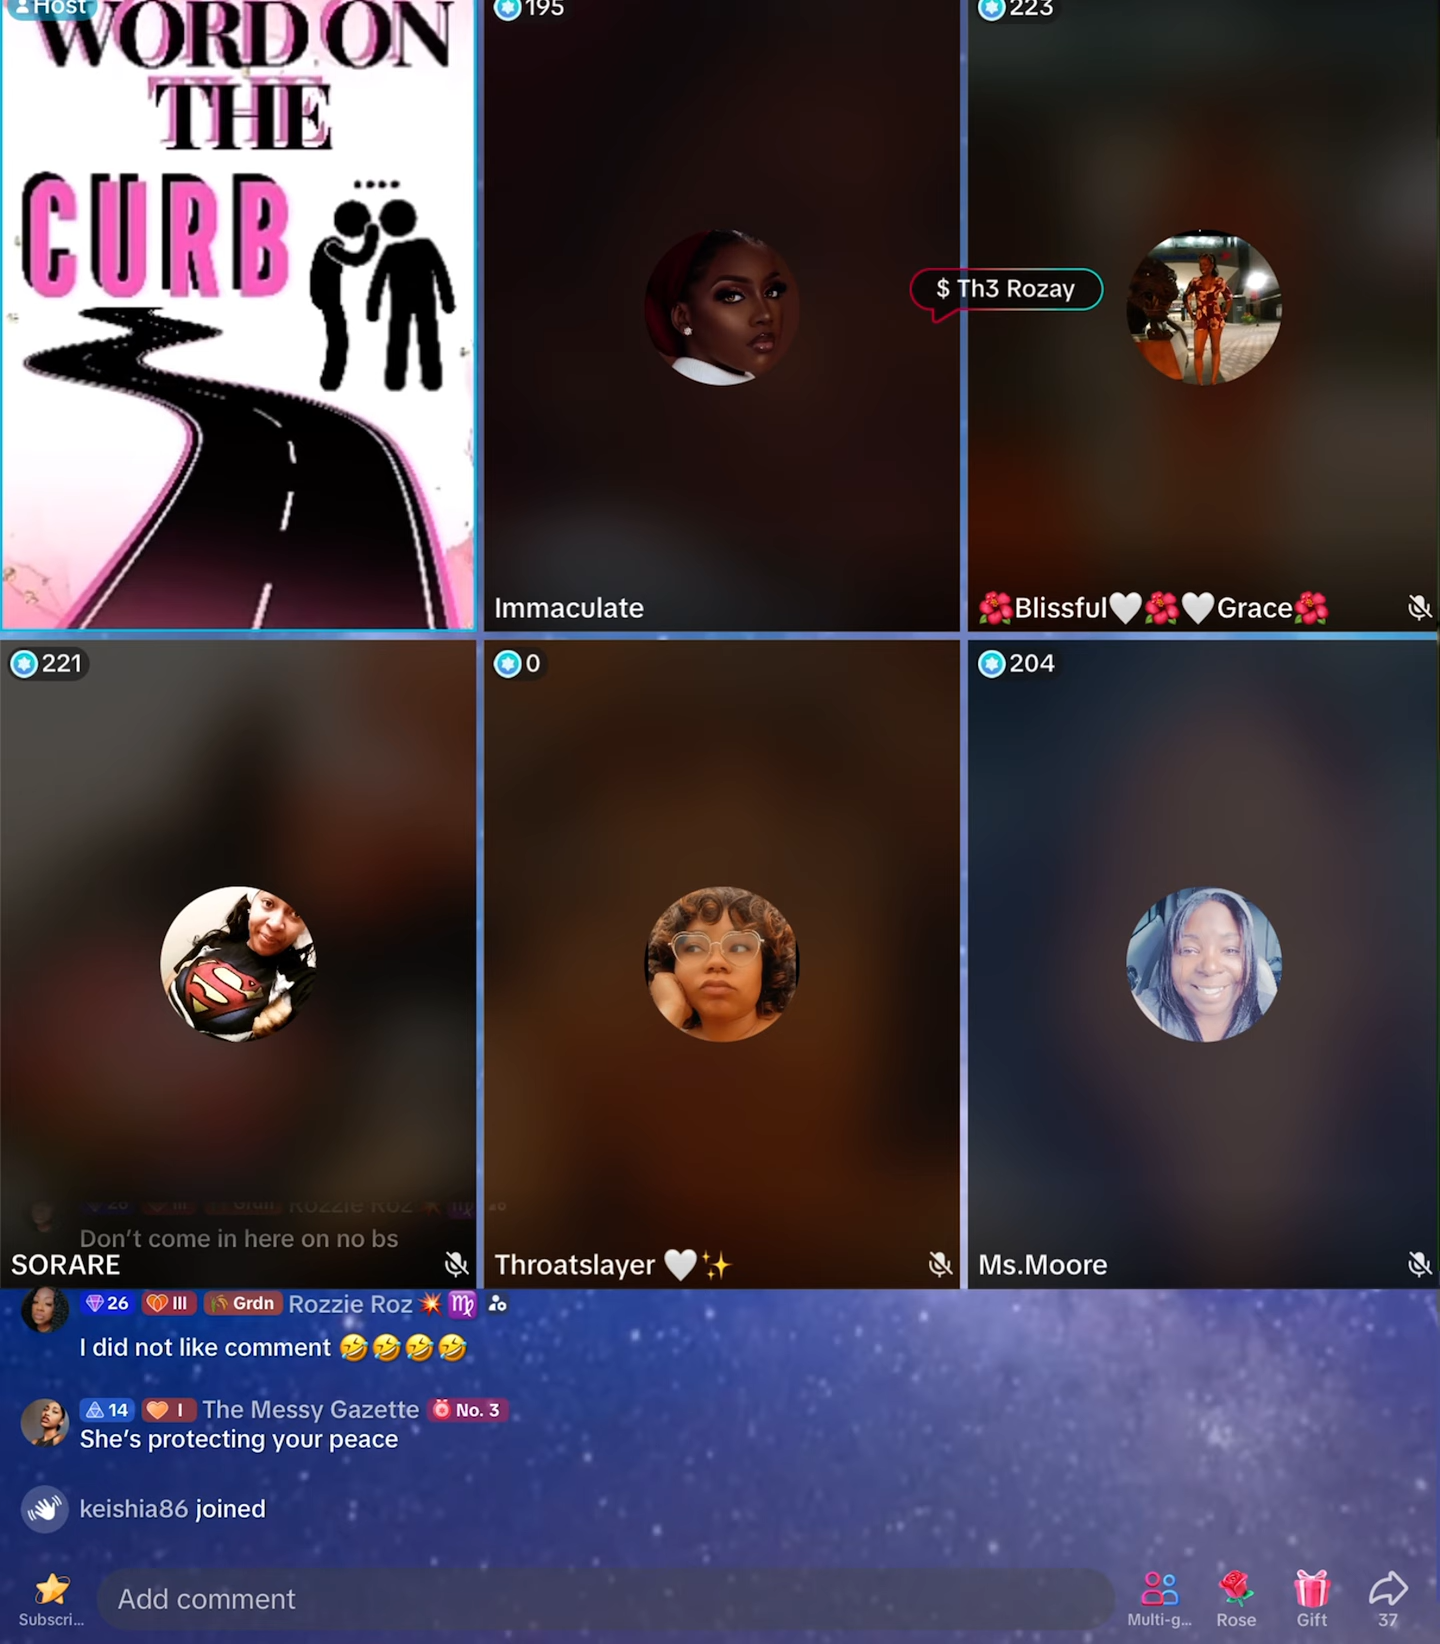 Host
WORD ON
THE
CURB
195
Immaculate
223
$ Th3 Rozay
🌺Blissful🤍🌺🤍Grace🌺
221
0
204
Rozzie Roz
Don't come in here on no bs
SORARE
Throatslayer 🤍✨
Ms.Moore
26 III Grdn Rozzie Roz 💥 ♍
I did not like comment 🤣🤣🤣🤣
14 I The Messy Gazette No. 3
She's protecting your peace
keishia86 joined
Subscri...
Add comment
Multi-g...
Rose
Gift
37